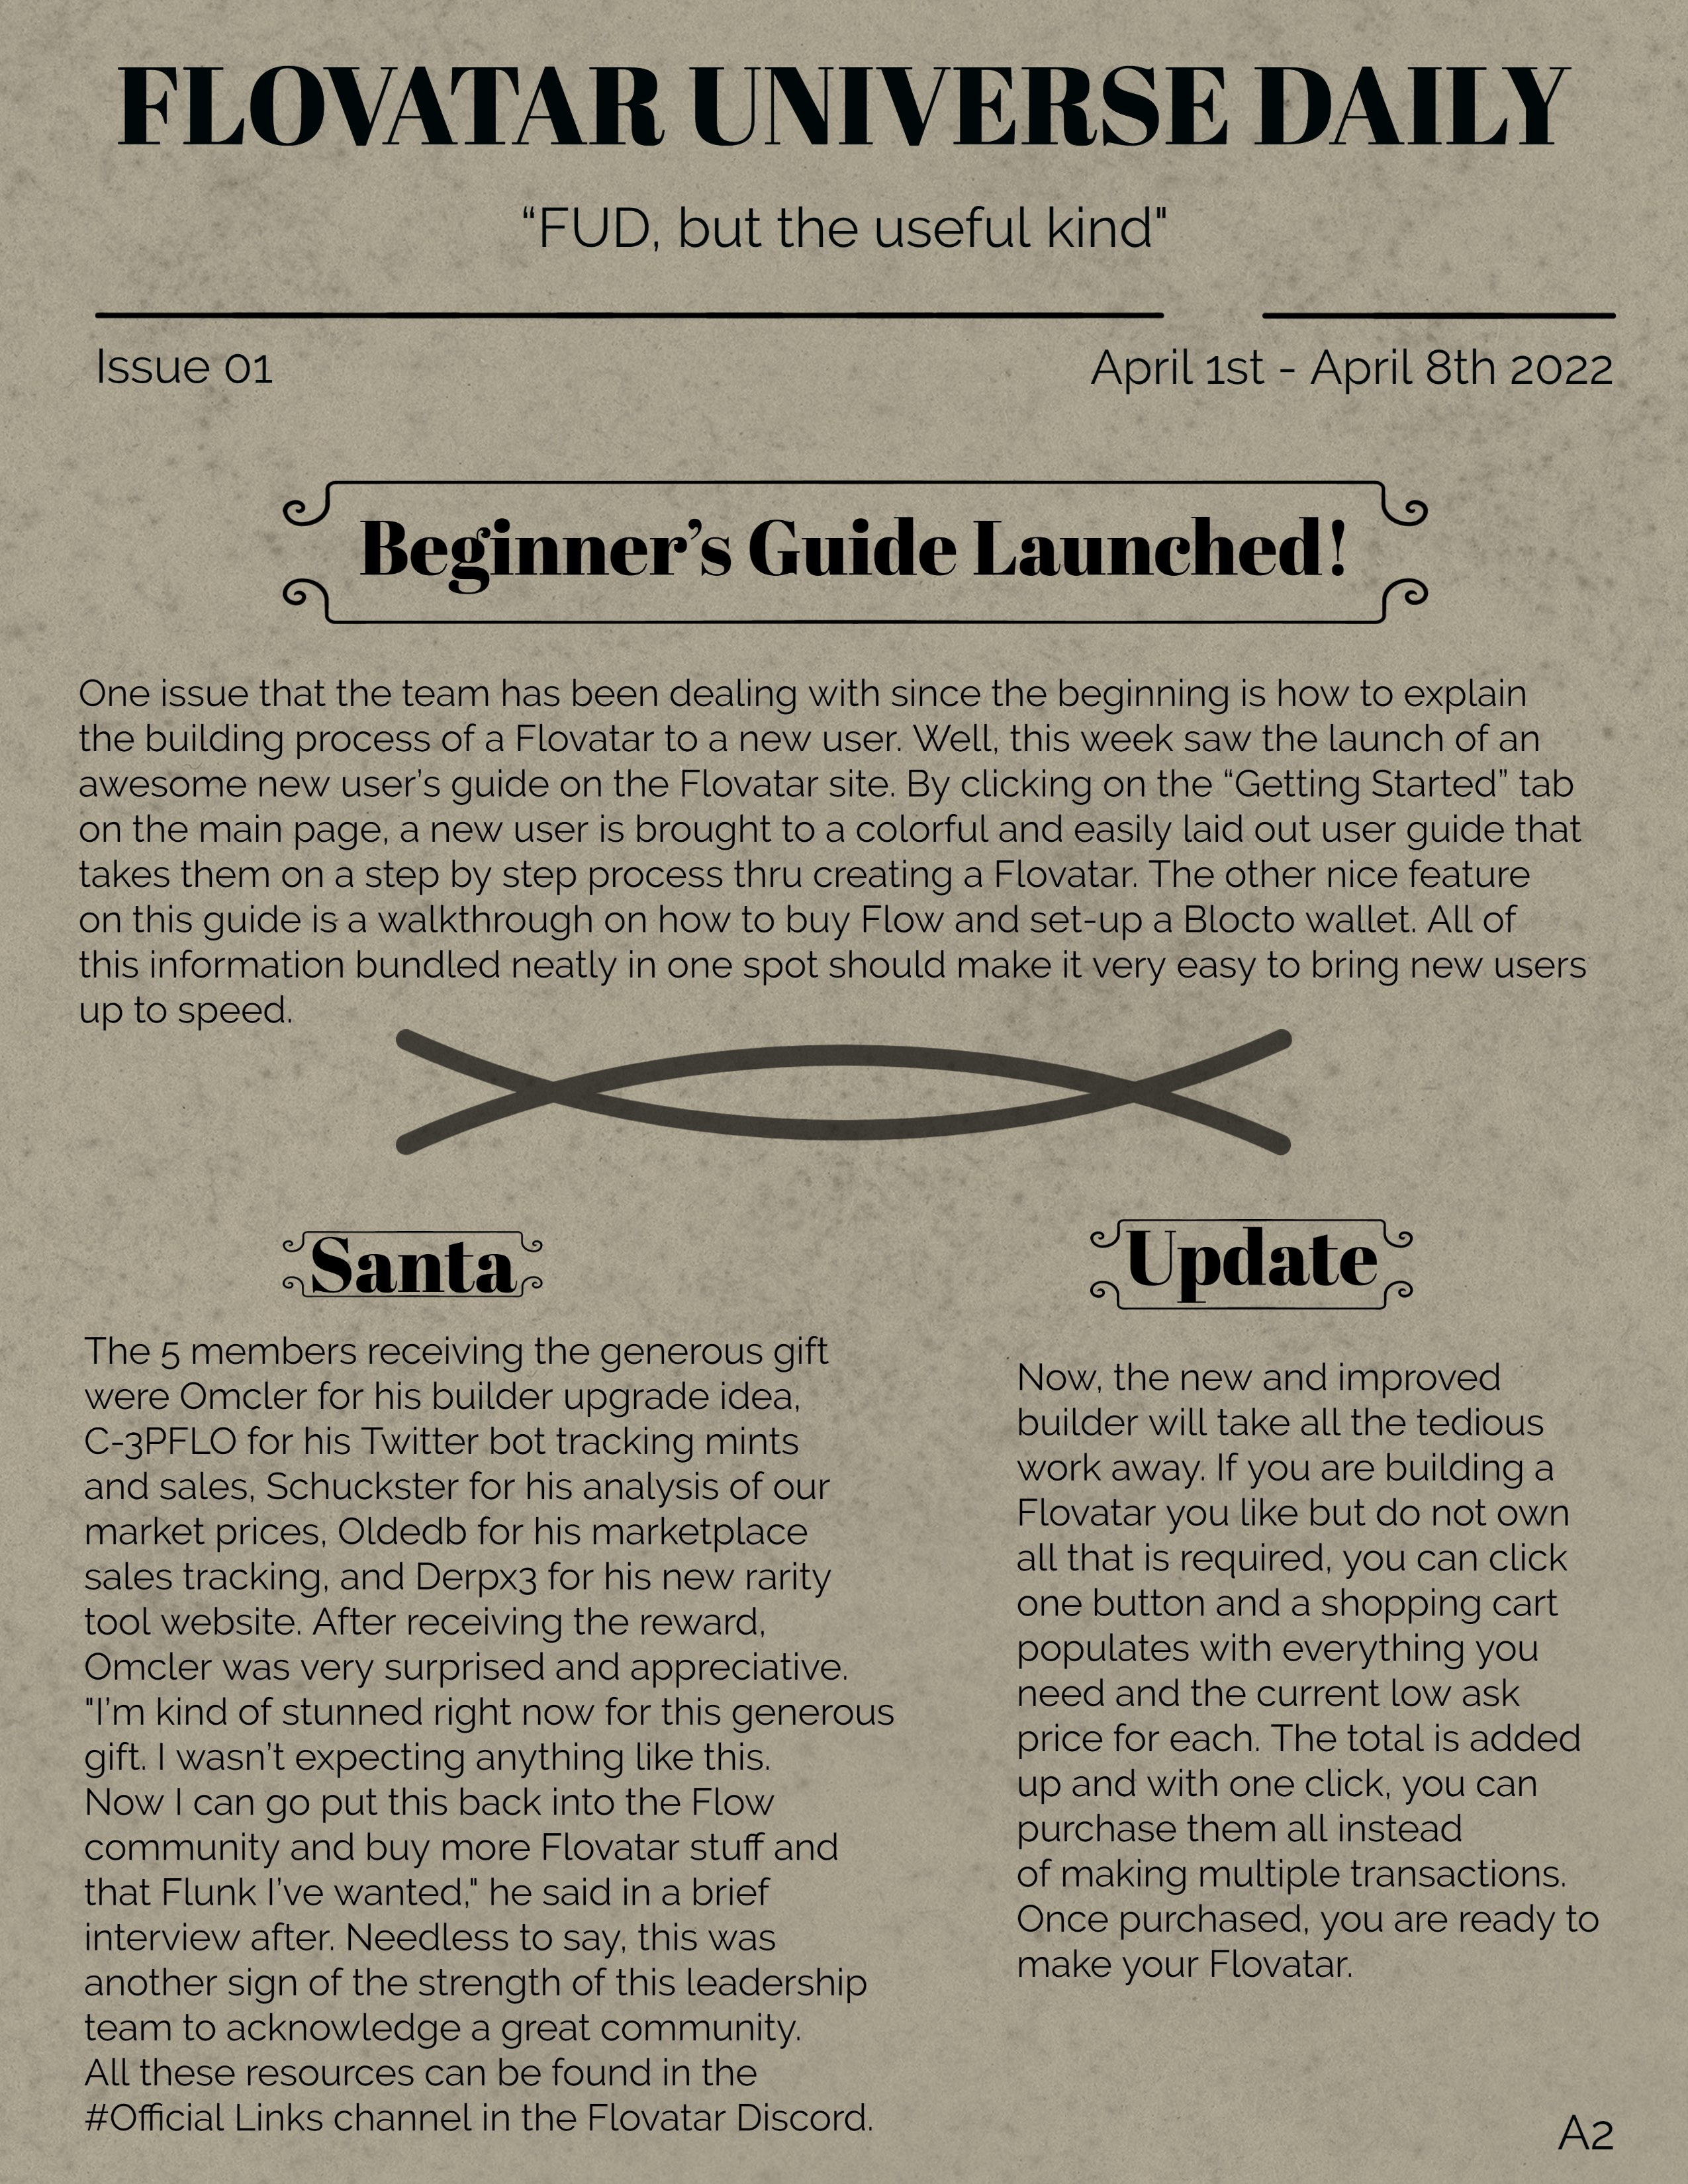 FLOVATAR UNIVERSE DAILY
“FUD, but the useful kind"
Issue 01
April 1st - April 8th 2022
Beginner’s Guide Launched!
One issue that the team has been dealing with since the beginning is how to explain
the building process of a Flovatar to a new user. Well, this week saw the launch of an
awesome new user’s guide on the Flovatar site. By clicking on the “Getting Started” tab
on the main page, a new user is brought to a colorful and easily laid out user guide that
takes them on a step by step process thru creating a Flovatar. The other nice feature
on this guide is a walkthrough on how to buy Flow and set-up a Blocto wallet. All of
this information bundled neatly in one spot should make it very easy to bring new users
up to speed.
Santa
The 5 members receiving the generous gift
were Omcler for his builder upgrade idea,
C-3PFLO for his Twitter bot tracking mints
and sales, Schuckster for his analysis of our
market prices, Oldedb for his marketplace
sales tracking, and Derpx3 for his new rarity
tool website. After receiving the reward,
Omcler was very surprised and appreciative.
"I’m kind of stunned right now for this generous
gift. I wasn’t expecting anything like this.
Now I can go put this back into the Flow
community and buy more Flovatar stuff and
that Flunk I’ve wanted," he said in a brief
interview after. Needless to say, this was
another sign of the strength of this leadership
team to acknowledge a great community.
All these resources can be found in the
#Official Links channel in the Flovatar Discord.
Update
Now, the new and improved
builder will take all the tedious
work away. If you are building a
Flovatar you like but do not own
all that is required, you can click
one button and a shopping cart
populates with everything you
need and the current low ask
price for each. The total is added
up and with one click, you can
purchase them all instead
of making multiple transactions.
Once purchased, you are ready to
make your Flovatar.
A2